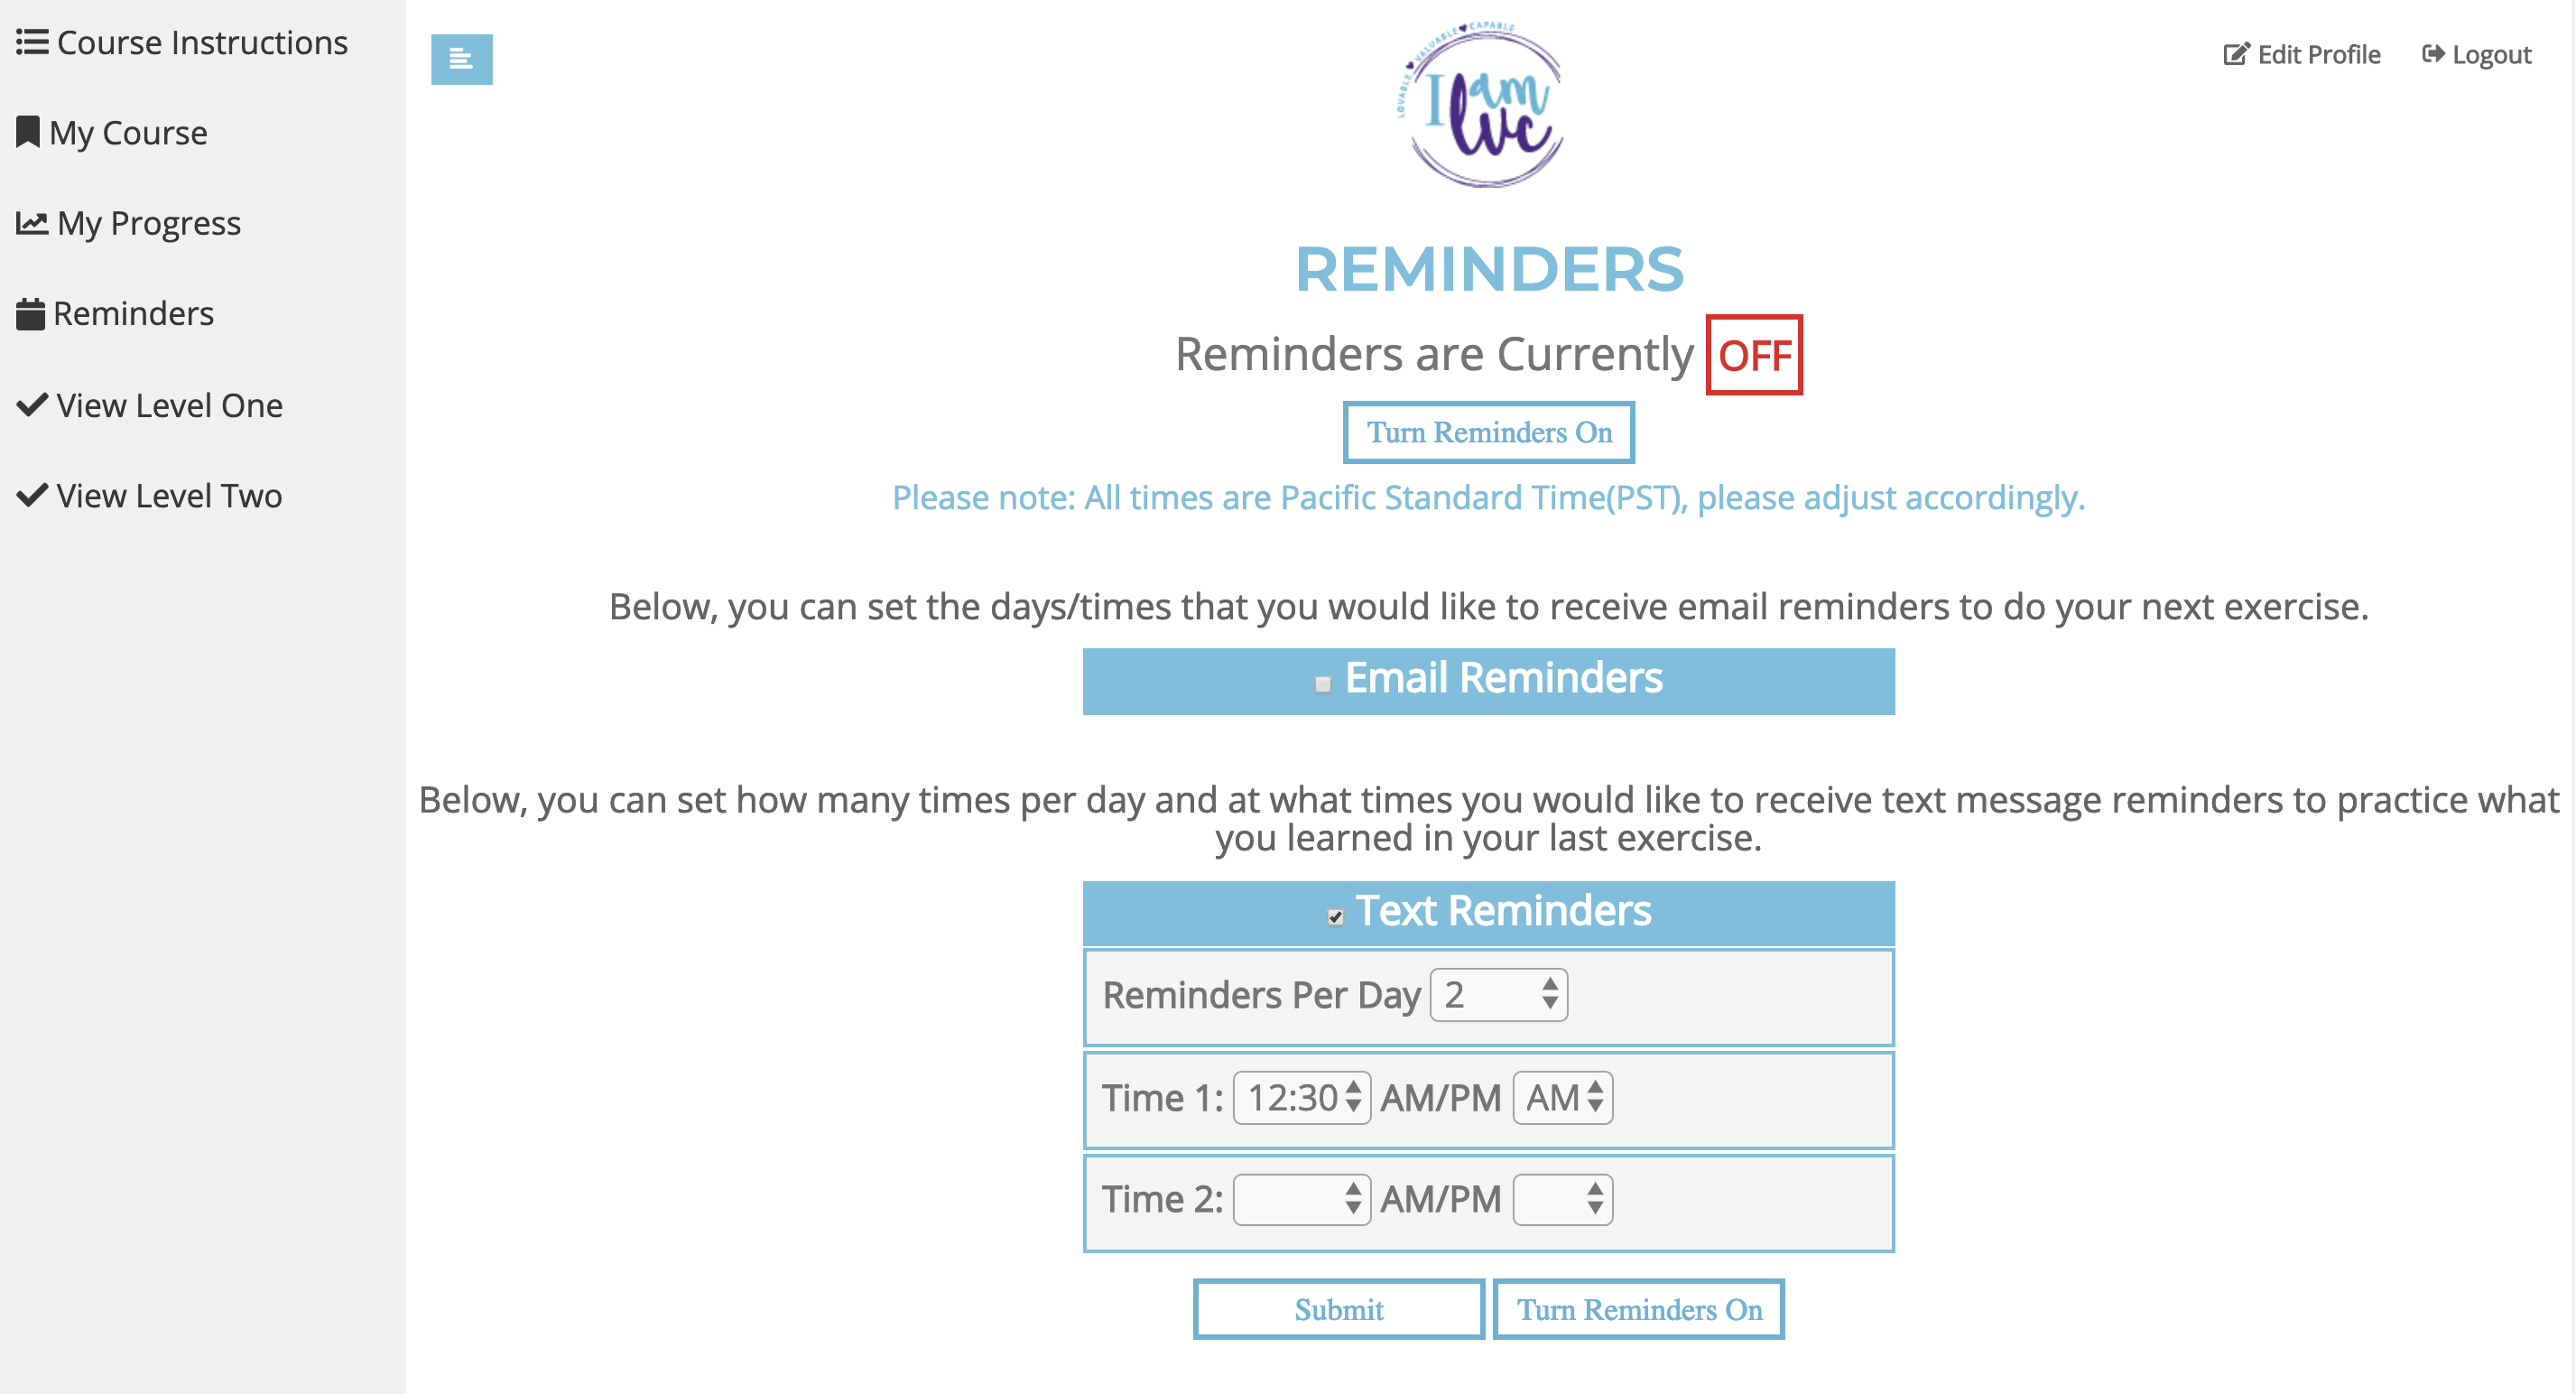 Course Instructions
My Course
My Progress
Reminders
View Level One
View Level Two
LOVABLE VALUABLE CAPABLE
I am
lvc
Edit Profile
Logout
REMINDERS
Reminders are Currently OFF
Turn Reminders On
Please note: All times are Pacific Standard Time(PST), please adjust accordingly.
Below, you can set the days/times that you would like to receive email reminders to do your next exercise.
Email Reminders
Below, you can set how many times per day and at what times you would like to receive text message reminders to practice what
you learned in your last exercise.
Text Reminders
Reminders Per Day 2
Time 1: 12:30 AM/PM AM
Time 2: AM/PM
Submit Turn Reminders On